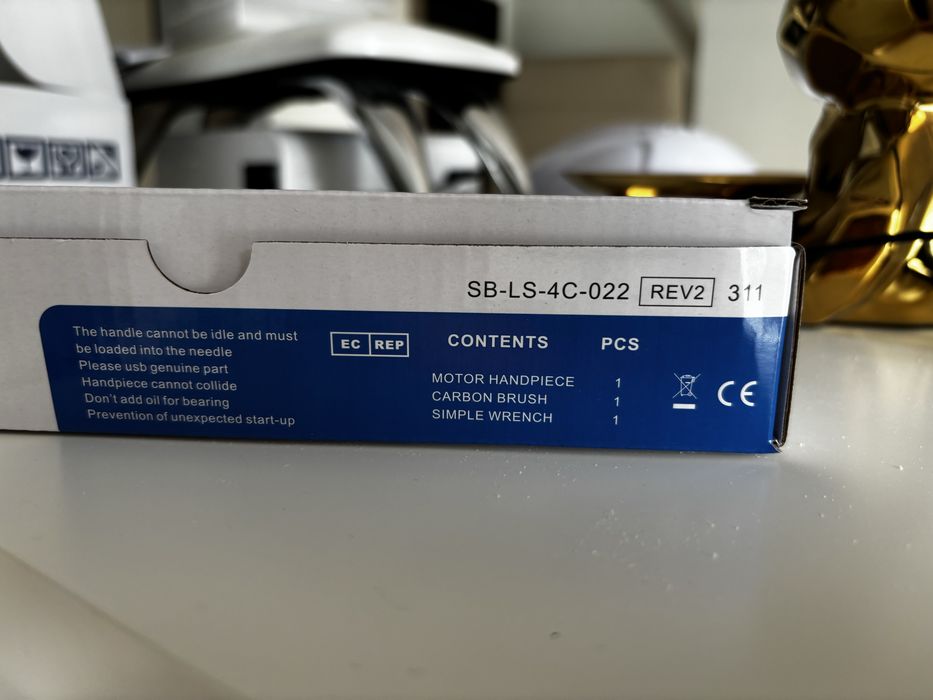 SB-LS-4C-022 REV2 311
The handle cannot be idle and must
be loaded into the needle
Please usb genuine part
Handpiece cannot collide
Don't add oil for bearing
Prevention of unexpected start-up
EC REP
CONTENTS PCS
MOTOR HANDPIECE 1
CARBON BRUSH 1
SIMPLE WRENCH 1
CE